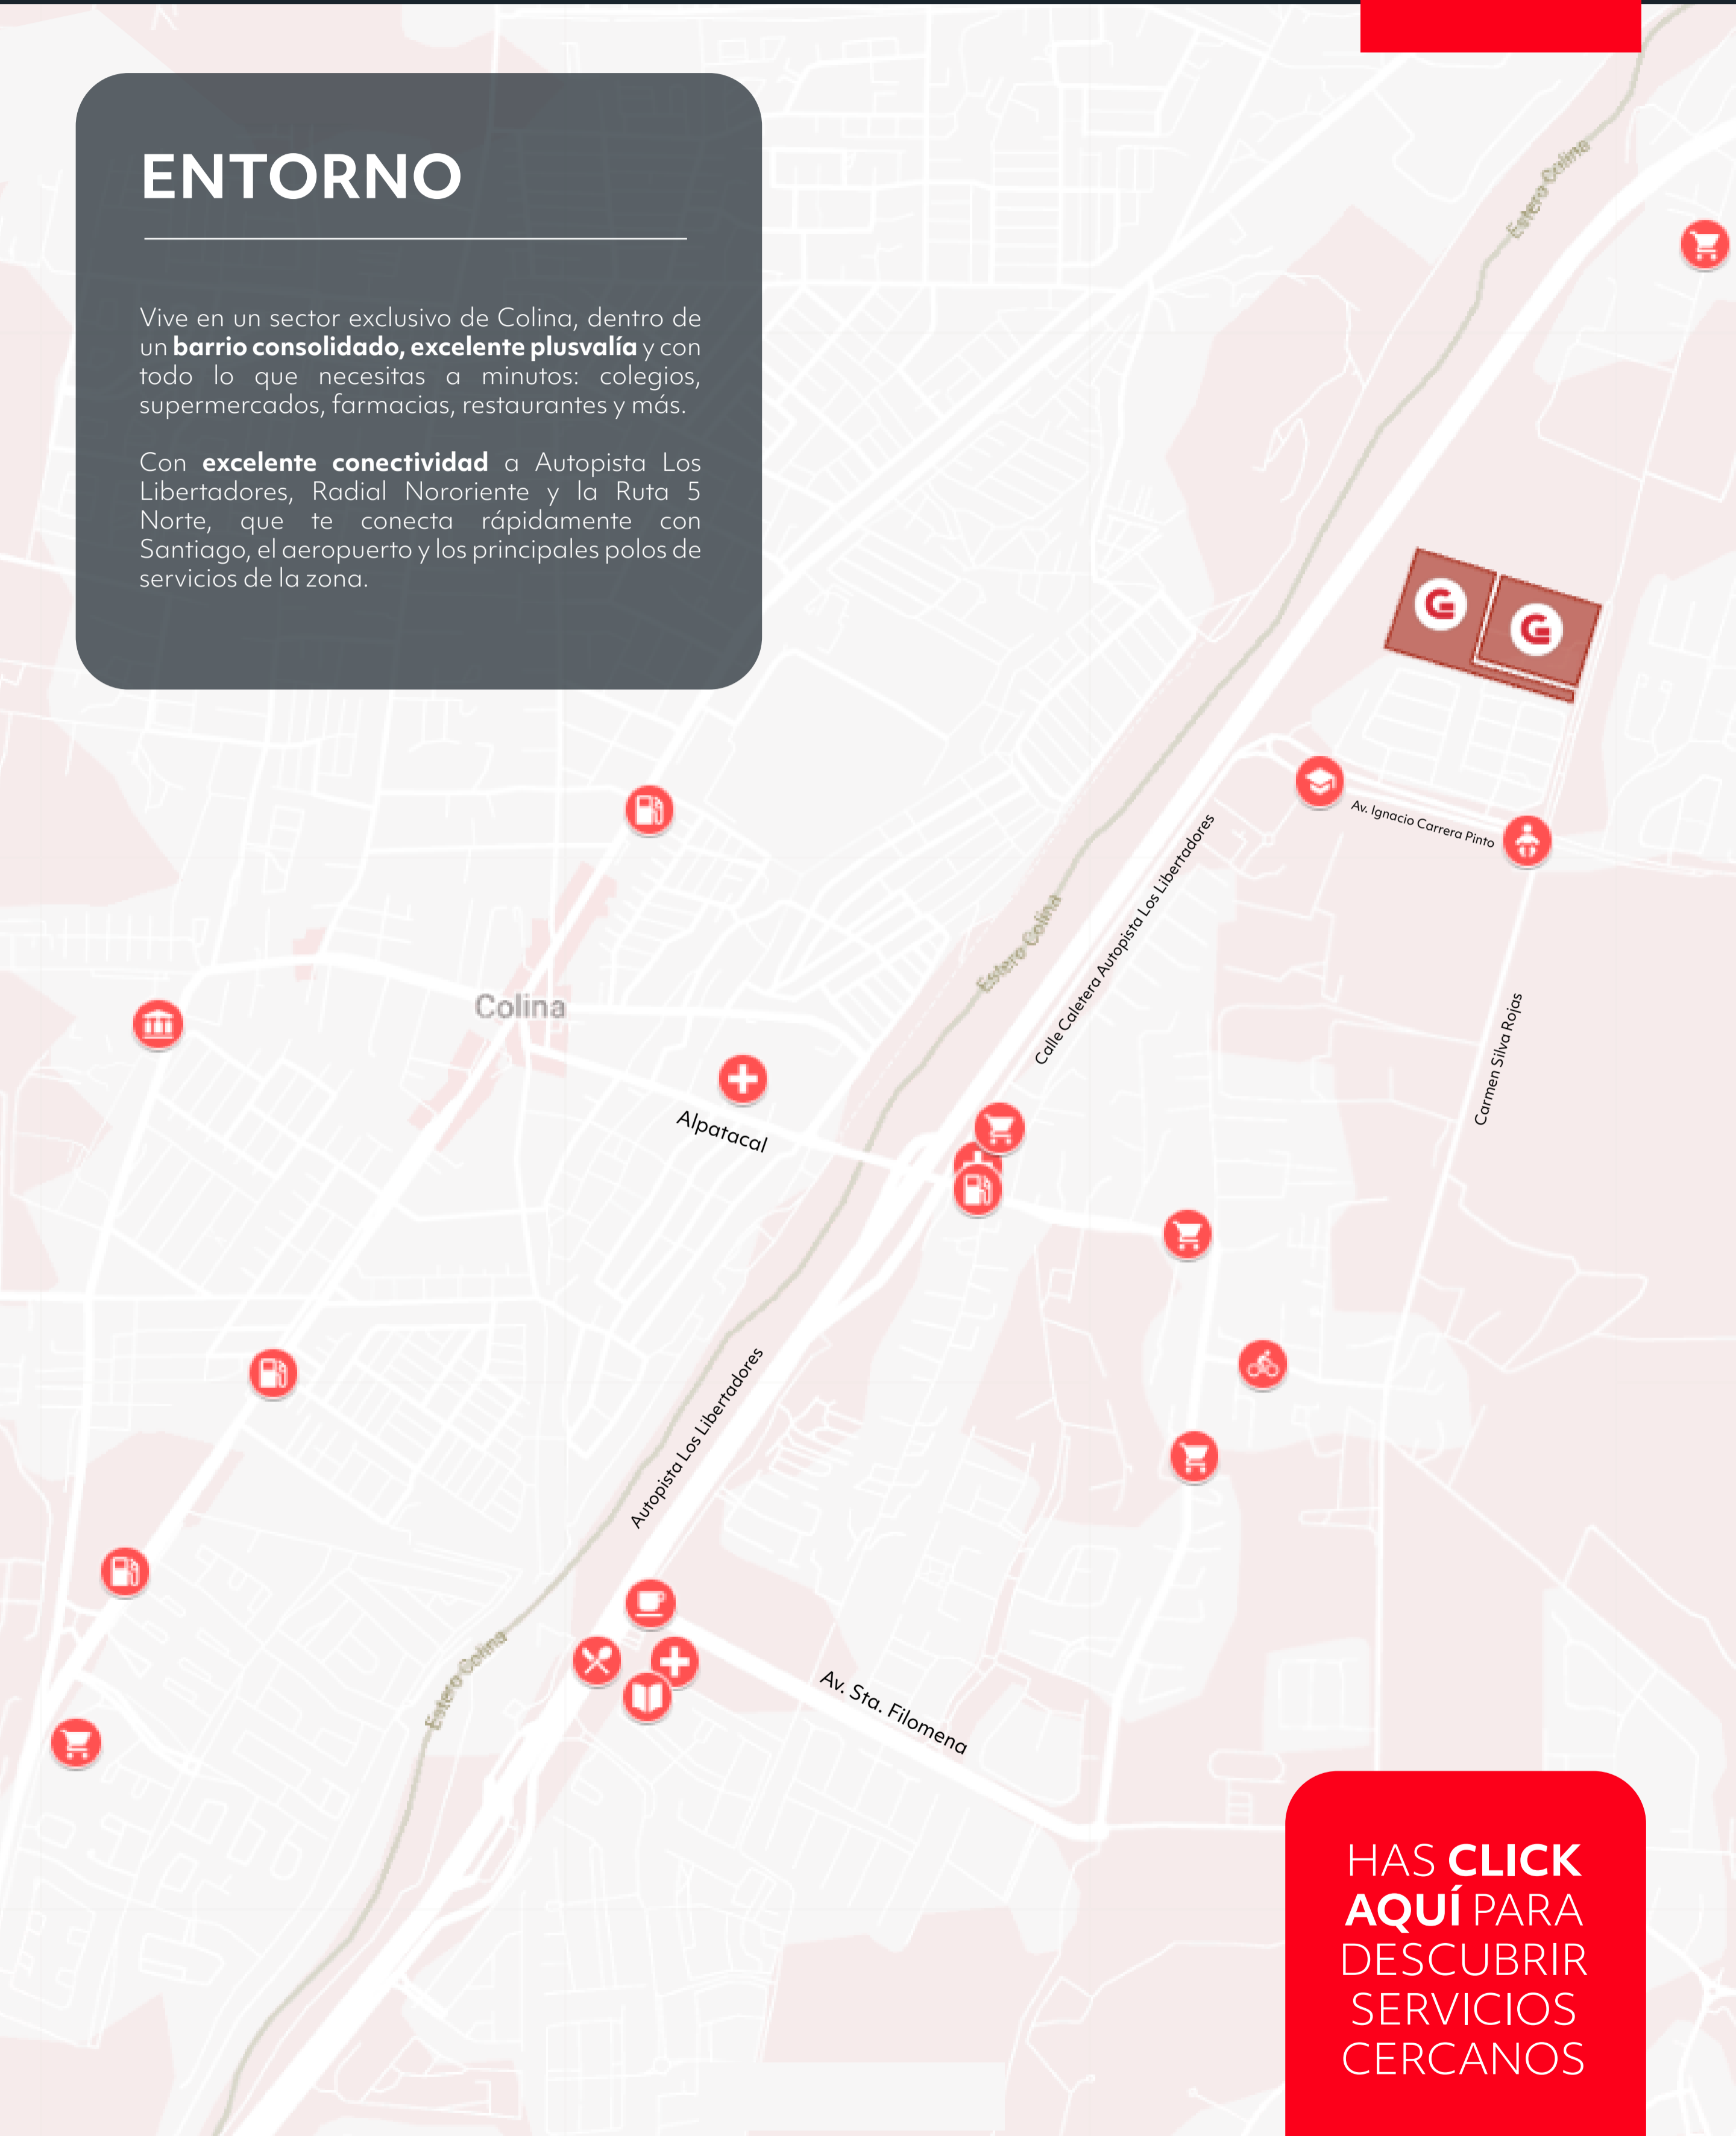 ENTORNO
Vive en un sector exclusivo de Colina, dentro de
un barrio consolidado, excelente plusvalía y con
todo lo que necesitas a minutos: colegios,
supermercados, farmacias, restaurantes y más.
Con excelente conectividad a Autopista Los
Libertadores, Radial Nororiente y la Ruta 5
Norte, que te conecta rápidamente con
Santiago, el aeropuerto y los principales polos de
servicios de la zona.
Estero Colina
G
G
Av. Ignacio Carrera Pinto
Calle Caletera Autopista Los Libertadores
Estero Colina
Colina
Carmen Silva Rojas
Alpatacal
Autopista Los Libertadores
Estero Colina
Av. Sta. Filomena
HAS CLICK
AQUÍ PARA
DESCUBRIR
SERVICIOS
CERCANOS